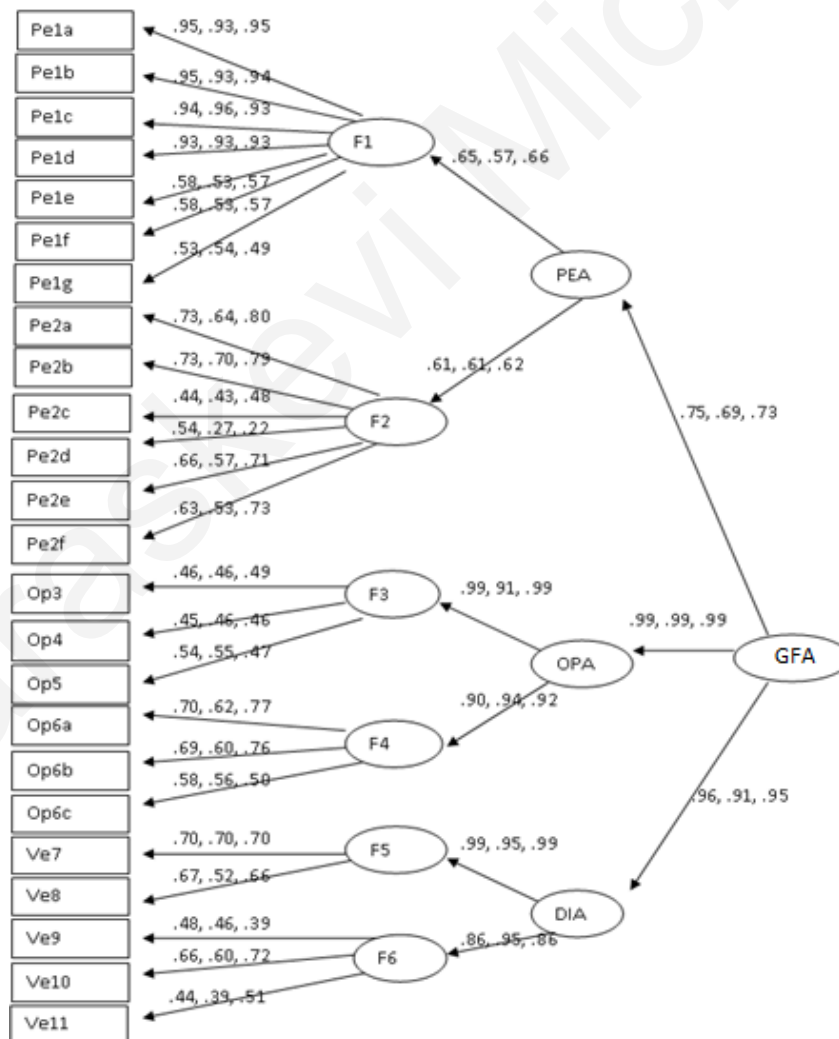 Pe1a
.95, .93, .95
Pe1b
.95, .93, .94
Pe1c
.94, .96, .93
Pe1d
.93, .93, .93
F1
Pe1e
.58, .53, .57
Pe1f
.58, .53, .57
Pe1g
.53, .54, .49
.65, .57, .66
PEA
Pe2a
.73, .64, .80
Pe2b
.73, .70, .79
.61, .61, .62
Pe2c
.44, .43, .48
F2
Pe2d
.54, .27, .22
Pe2e
.66, .57, .71
Pe2f
.63, .53, .73
.75, .69, .73
Op3
.46, .46, .49
F3
.99, 91, .99
Op4
.45, .46, .46
Op5
.54, .55, .47
OPA
.99, .99, .99
GFA
Op6a
.70, .62, .77
.90, .94, .92
Op6b
.69, .60, .76
F4
Op6c
.58, .56, .50
.96, .91, .95
Ve7
.70, .70, .70
F5
.99, .95, .99
Ve8
.67, .52, .66
DIA
Ve9
.48, .46, .39
.86, .95, .86
Ve10
.66, .60, .72
F6
Ve11
.44, .39, .51
raskevi Mic